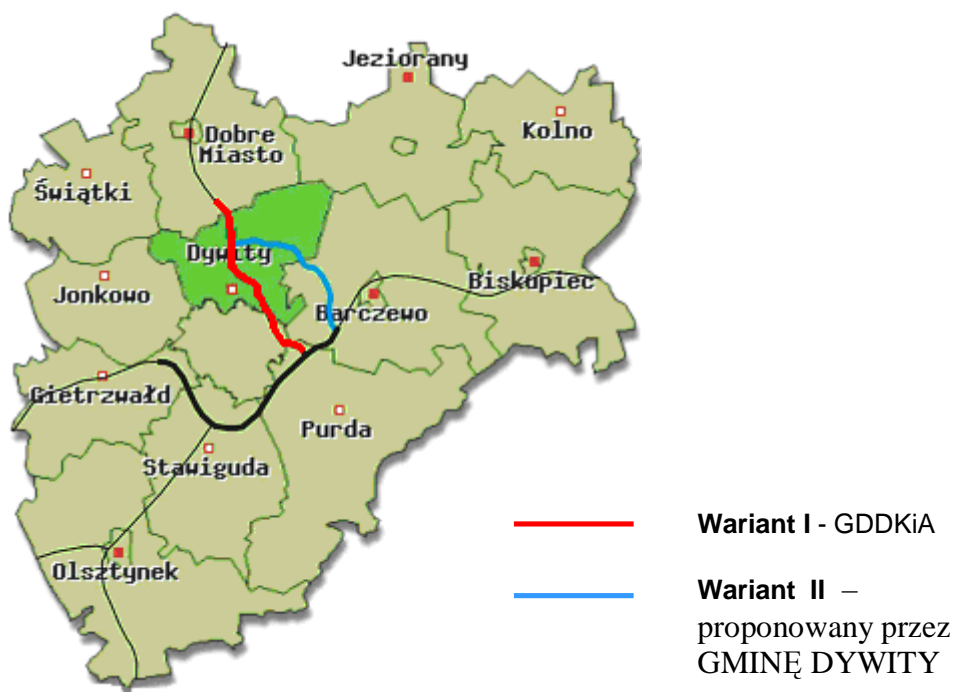 Jeziorany
Kolno
Dobre
Miasto
Świątki
Dywity
Jonkowo
Biskupiec
Barczewo
Gietrzwałd
Purda
Stawiguda
Olsztynek
Wariant I - GDDKiA
Wariant II –
proponowany przez
GMINĘ DYWITY